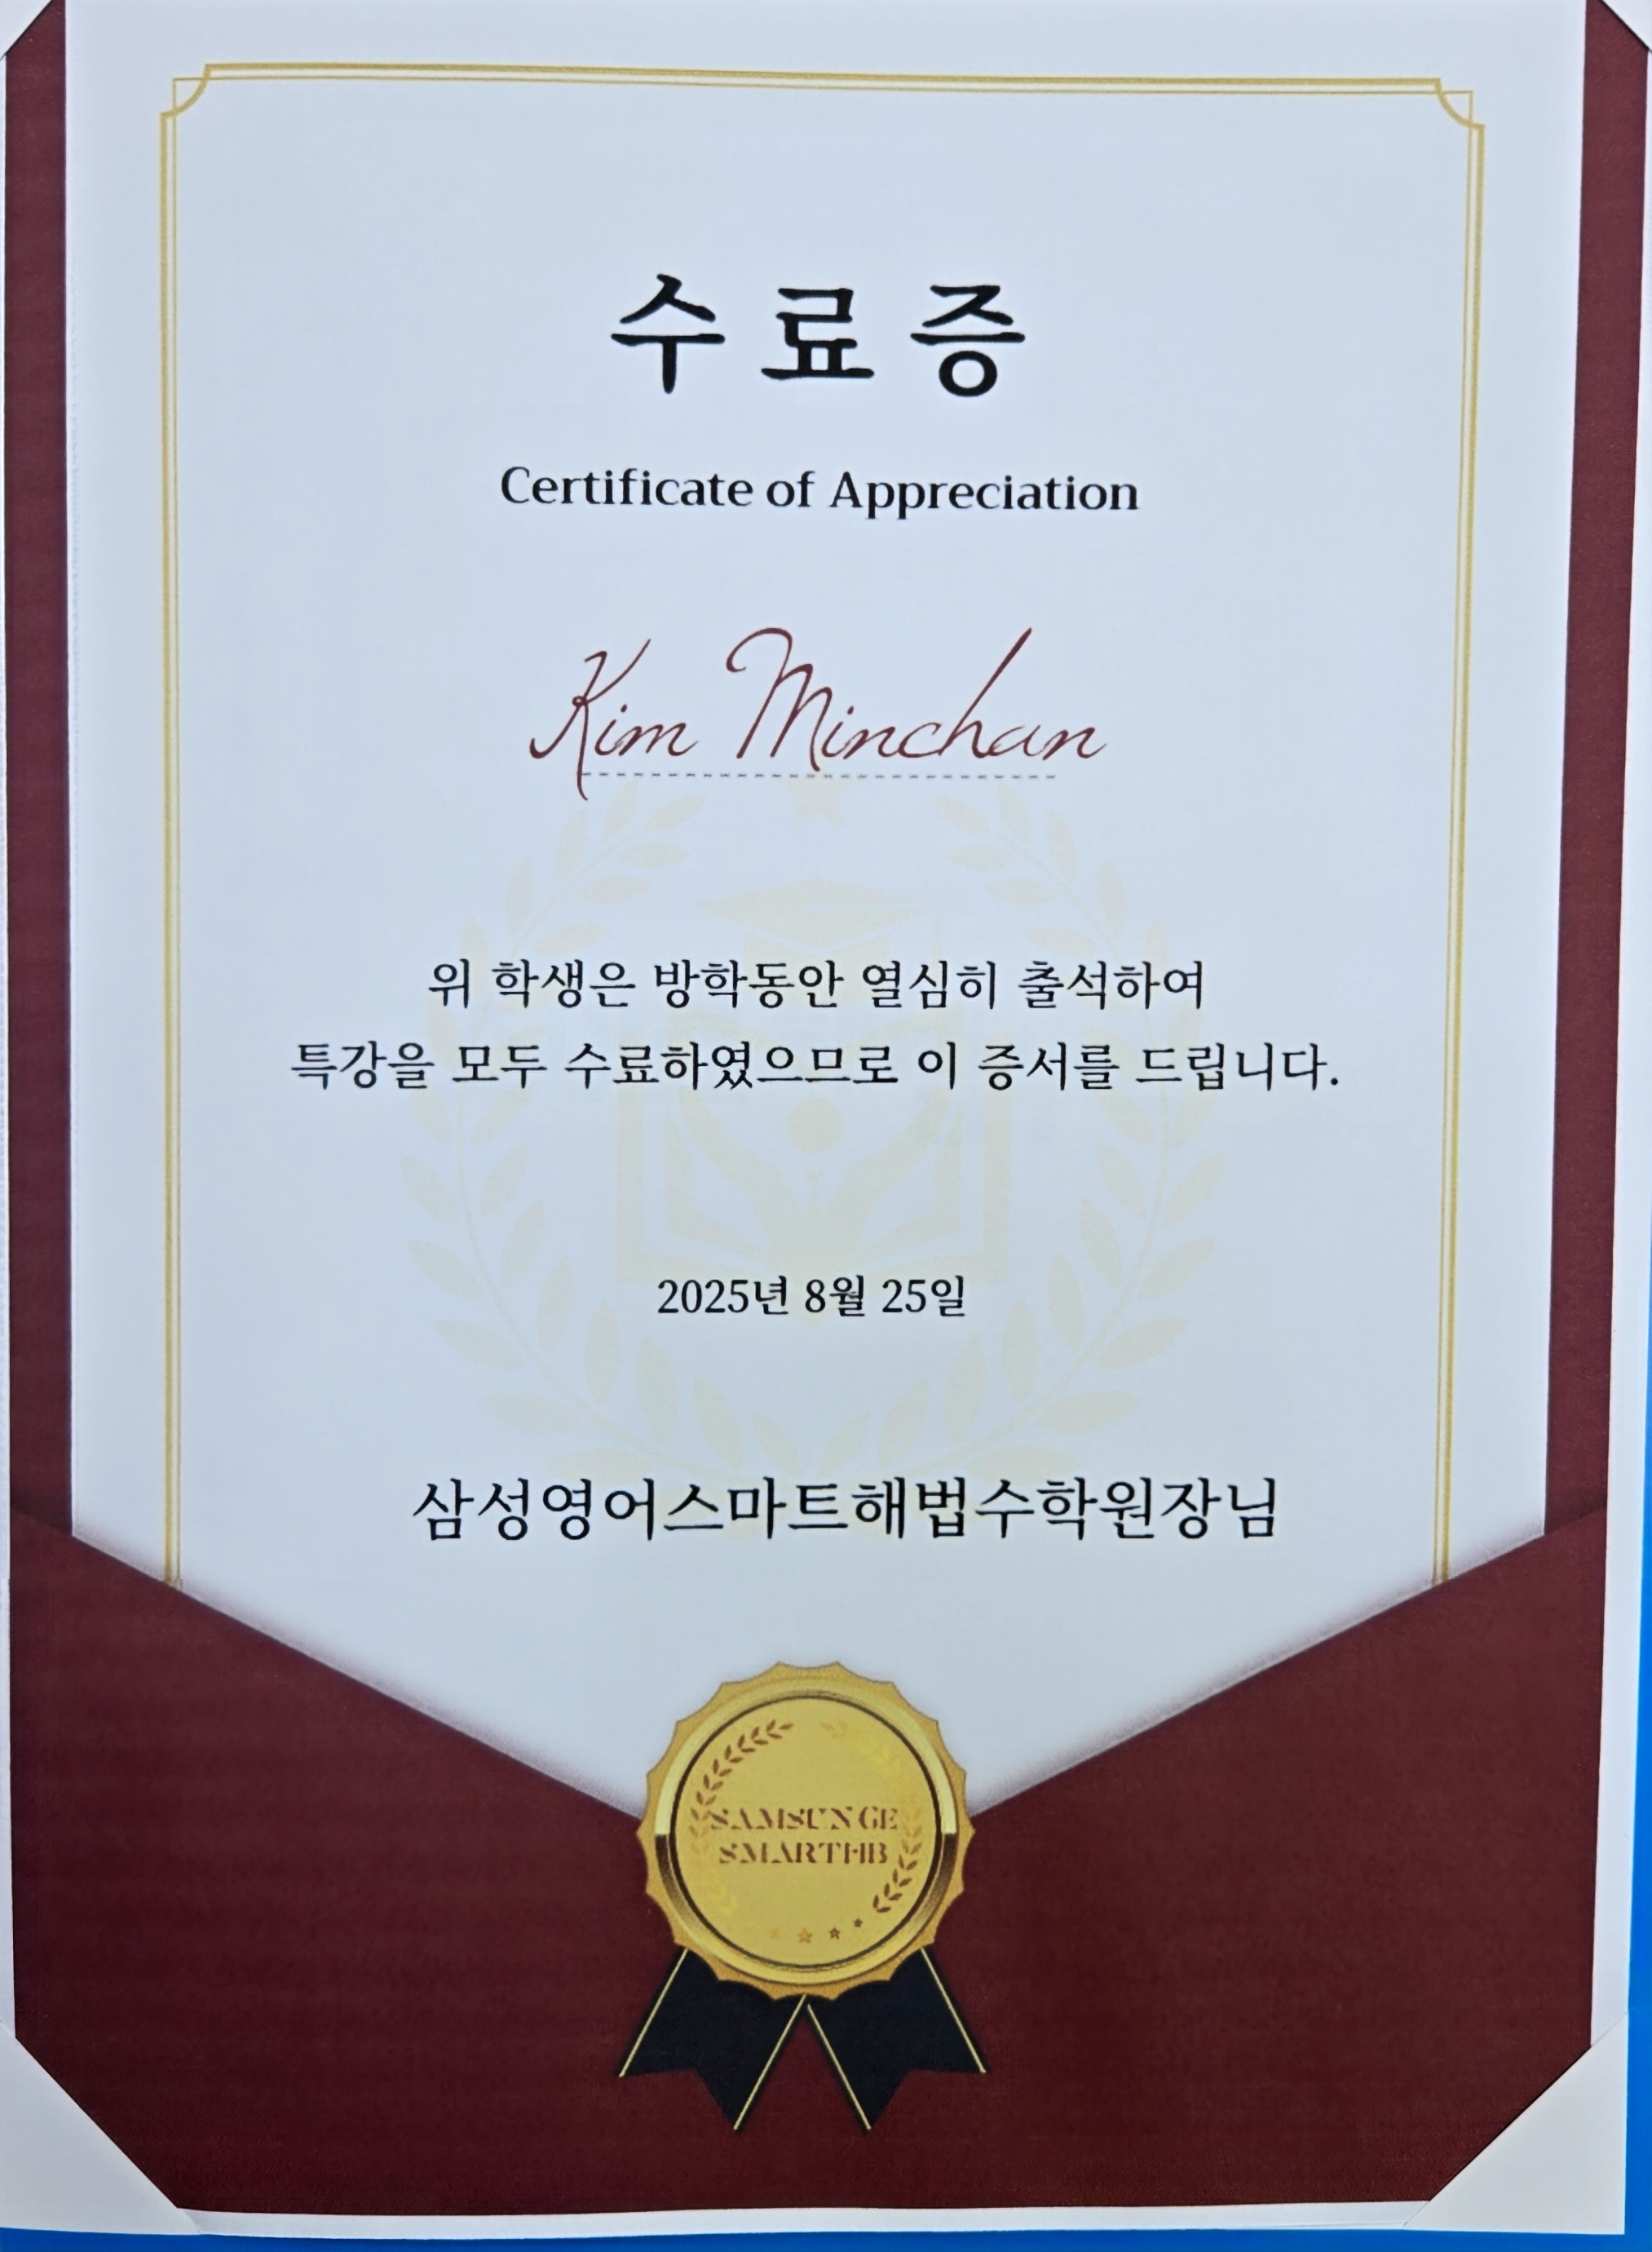 수료증
Certificate of Appreciation
Kim Minchan
위 학생은 방학동안 열심히 출석하여
특강을 모두 수료하였으므로 이 증서를 드립니다.
2025년 8월 25일
삼성영어스마트해법수학원장님
SAMSUNGE
SMARTHB